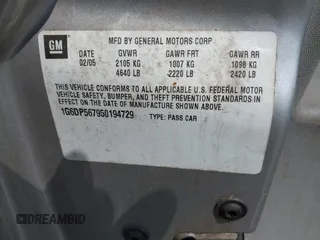 GM
MFD BY GENERAL MOTORS CORP
DATE GVWR GAWR FRT GAWR RR
02/05 2105 KG 1007 KG 1098 KG
4640 LB 2220 LB 2420 LB
THIS VEHICLE CONFORMS TO ALL APPLICABLE U.S. FEDERAL MOTOR
VEHICLE SAFETY, BUMPER, AND THEFT PREVENTION STANDARDS IN
EFFECT ON THE DATE OF MANUFACTURE SHOWN ABOVE.
1G6DP567950194729 TYPE: PASS CAR
DREAMBID